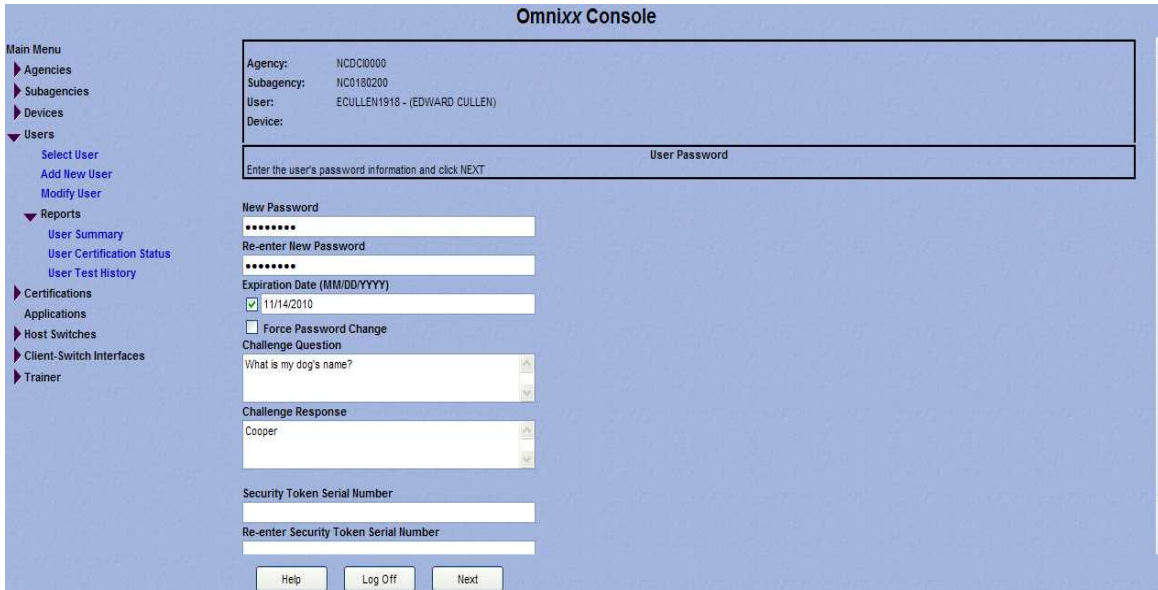 Omnixx Console
Main Menu
Agencies
Subagencies
Devices
Users
Select User
Add New User
Modify User
Reports
User Summary
User Certification Status
User Test History
Certifications
Applications
Host Switches
Client-Switch Interfaces
Trainer
Agency: NCDCI0000
Subagency: NC0180200
User: ECULLEN1918 - (EDWARD CULLEN)
Device:
User Password
Enter the user's password information and click NEXT
New Password
••••••••
Re-enter New Password
••••••••
Expiration Date (MM/DD/YYYY)
11/14/2010
Force Password Change
Challenge Question
What is my dog's name?
Challenge Response
Cooper
Security Token Serial Number
Re-enter Security Token Serial Number
Help Log Off Next